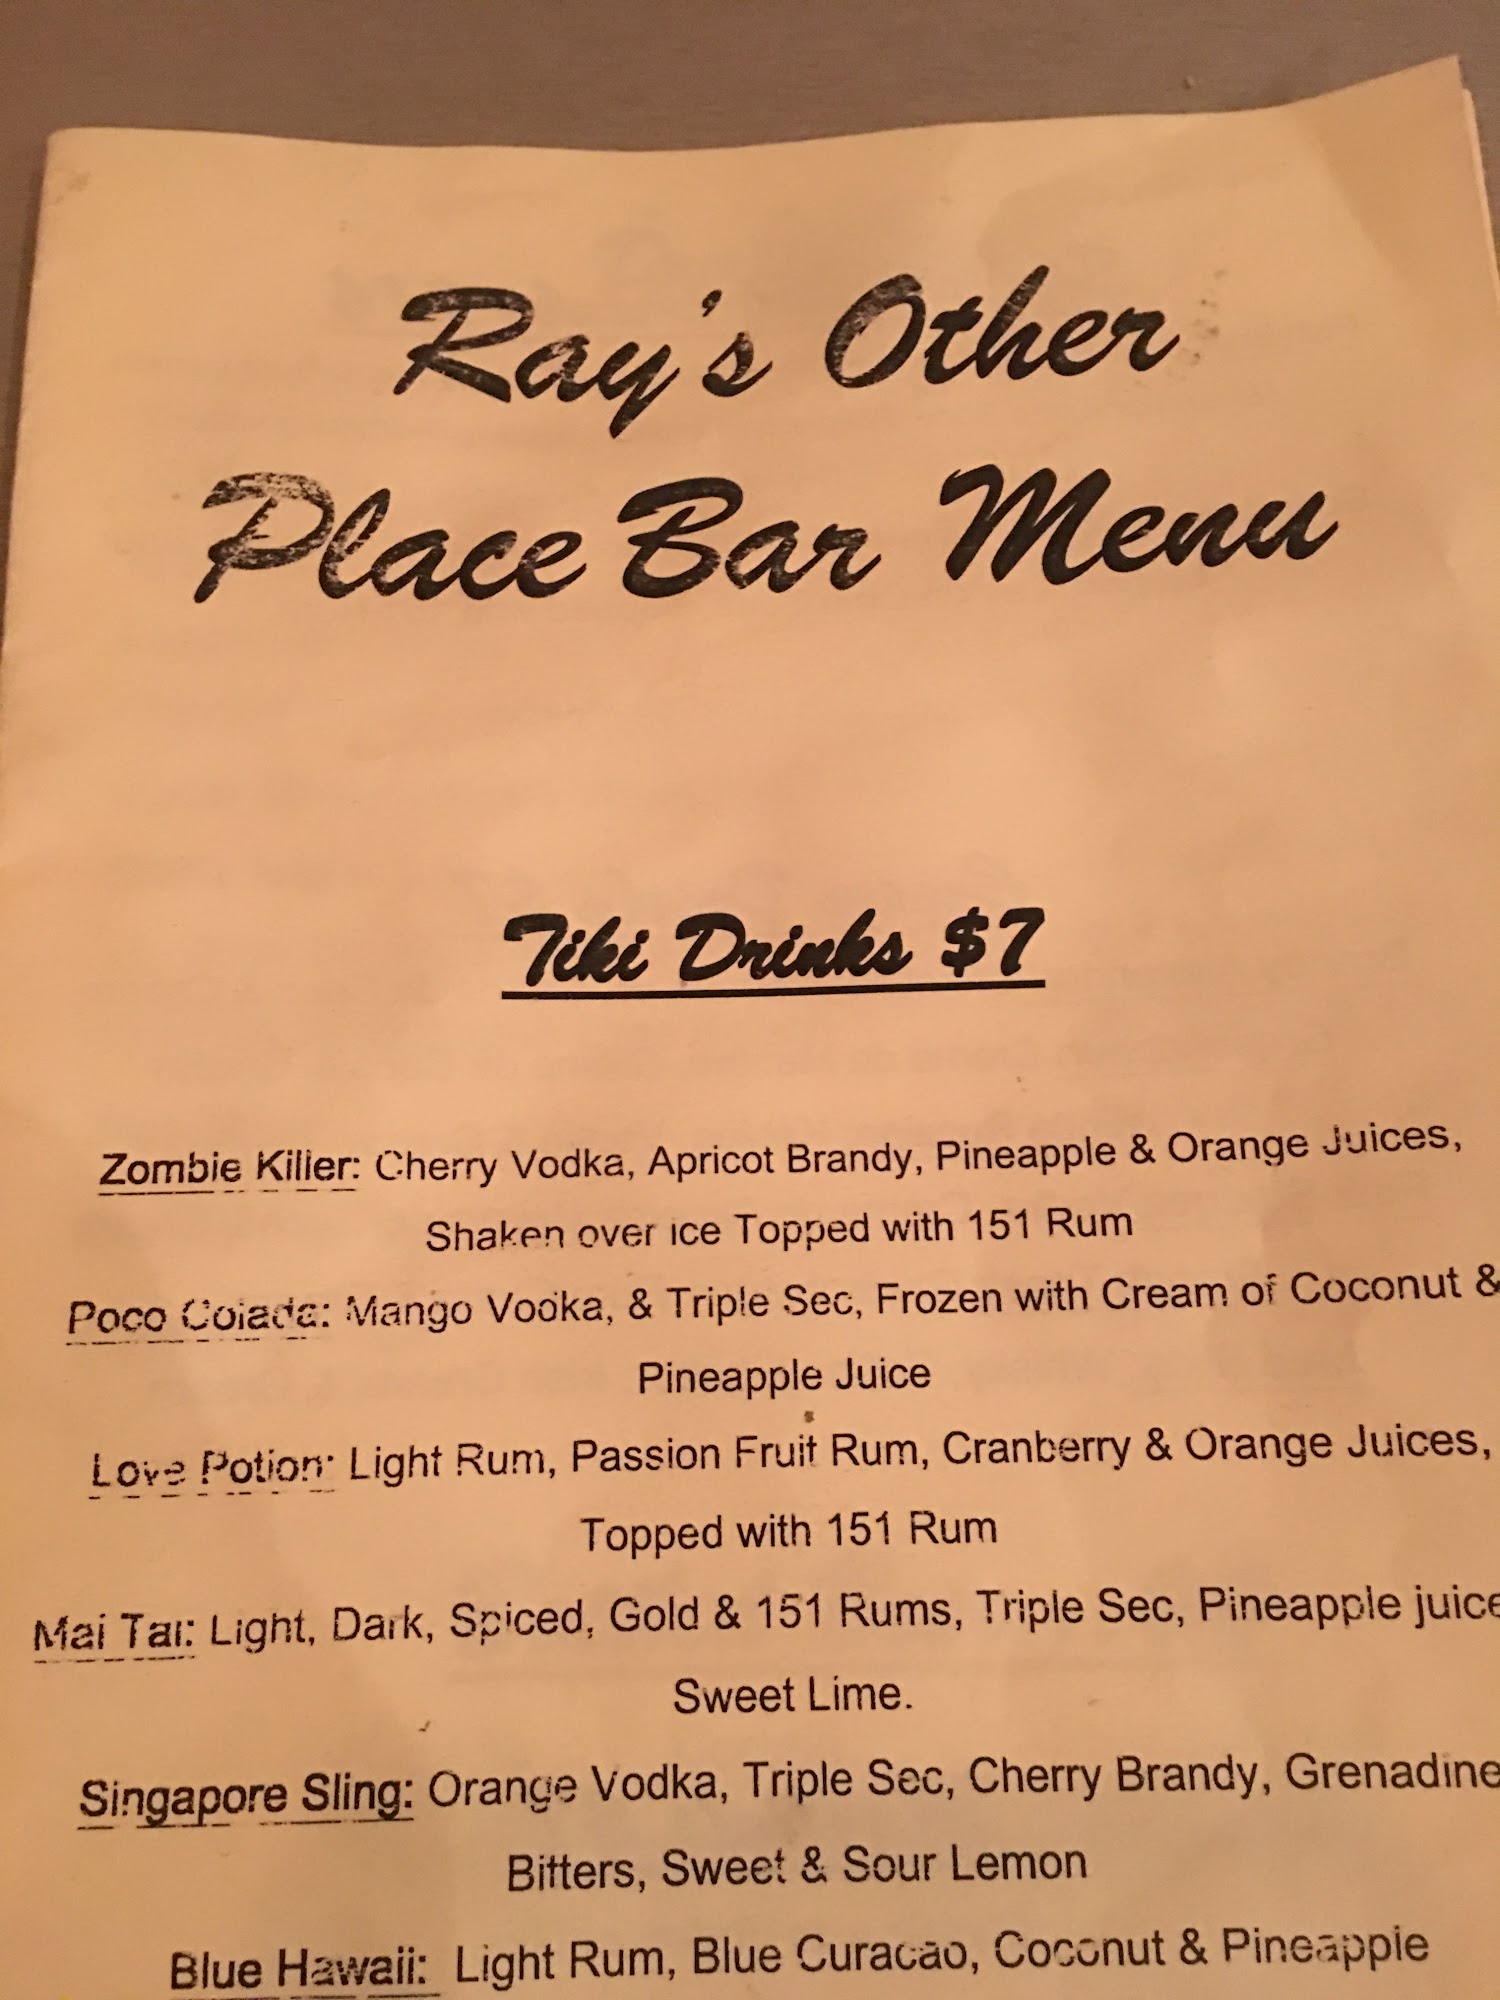 Ray's Other
Place Bar Menu
Tiki Drinks $7
Zombie Killer: Cherry Vodka, Apricot Brandy, Pineapple & Orange Juices,
Shaken over ice Topped with 151 Rum
Poco Colada: Mango Vodka, & Triple Sec, Frozen with Cream of Coconut &
Pineapple Juice
Love Potion: Light Rum, Passion Fruit Rum, Cranberry & Orange Juices,
Topped with 151 Rum
Mai Tai: Light, Dark, Spiced, Gold & 151 Rums, Triple Sec, Pineapple juice
Sweet Lime.
Singapore Sling: Orange Vodka, Triple Sec, Cherry Brandy, Grenadine
Bitters, Sweet & Sour Lemon
Blue Hawaii: Light Rum, Blue Curacao, Coconut & Pineapple